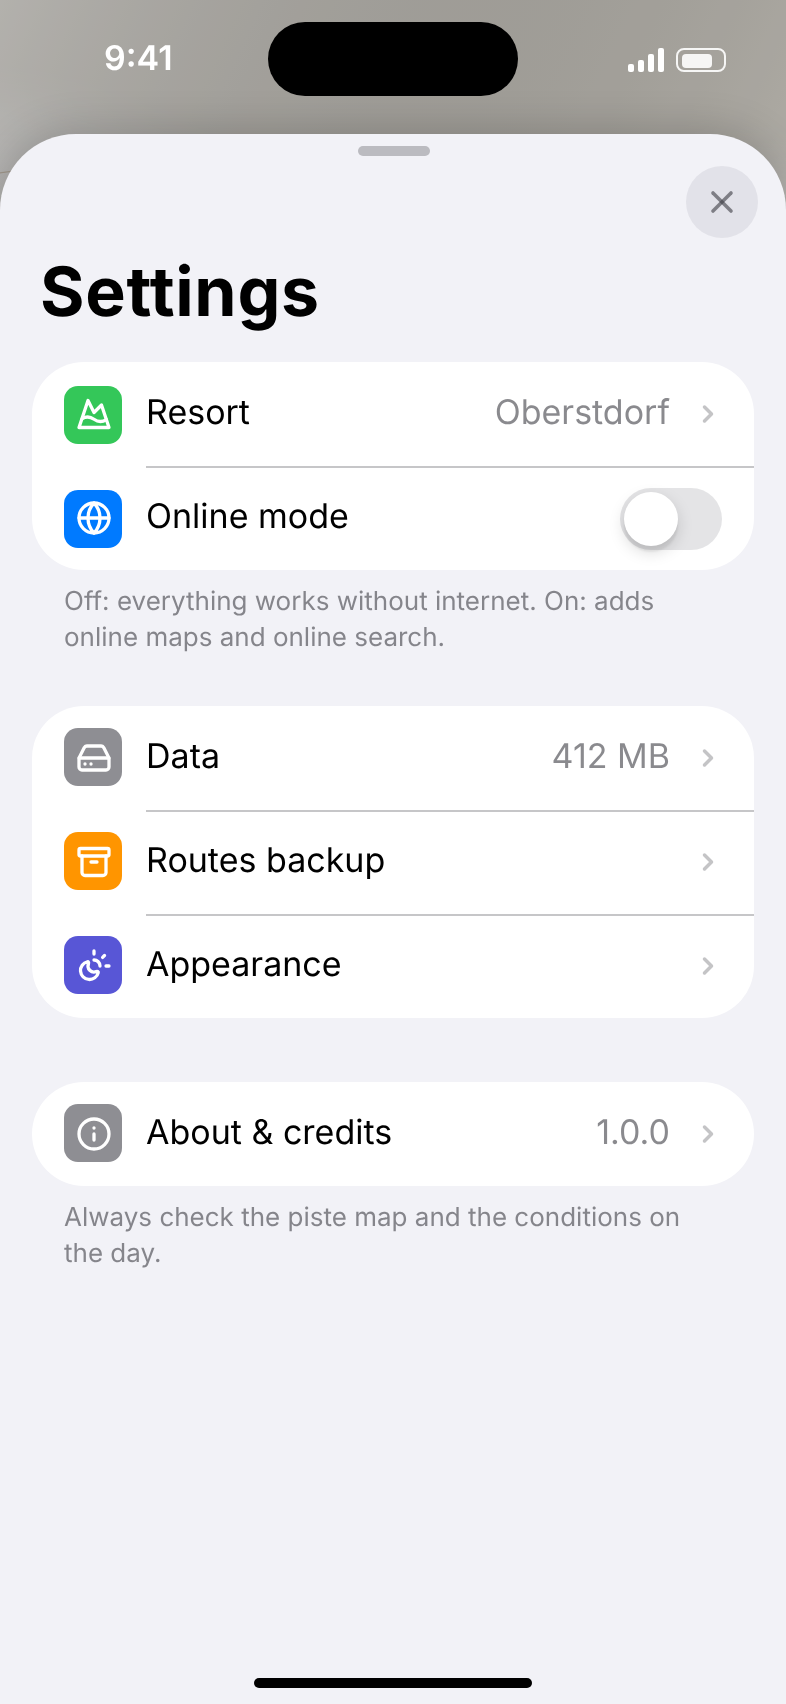 9:41
Settings
Resort Oberstdorf
Online mode
Off: everything works without internet. On: adds
online maps and online search.
Data 412 MB
Routes backup
Appearance
About & credits 1.0.0
Always check the piste map and the conditions on
the day.